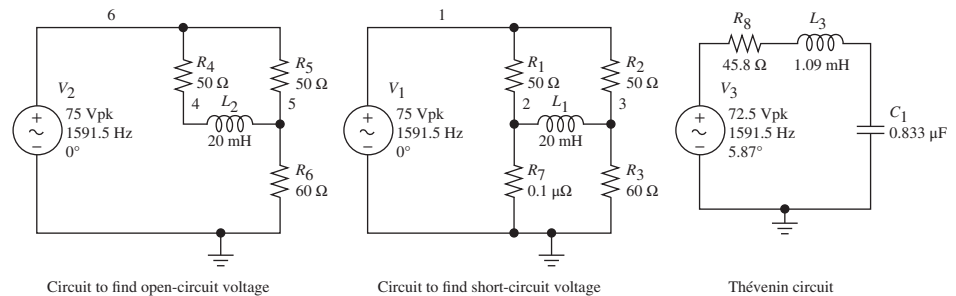 6
R4
50 Ω
R5
50 Ω
4
L2
5
20 mH
V2
75 Vpk
1591.5 Hz
0°
+
~
−
R6
60 Ω
Circuit to find open-circuit voltage
1
R1
50 Ω
R2
50 Ω
2
L1
3
20 mH
V1
75 Vpk
1591.5 Hz
0°
+
~
−
R7
0.1 μΩ
R3
60 Ω
Circuit to find short-circuit voltage
R8
45.8 Ω
L3
1.09 mH
V3
72.5 Vpk
1591.5 Hz
5.87°
+
~
−
C1
0.833 μF
Thévenin circuit